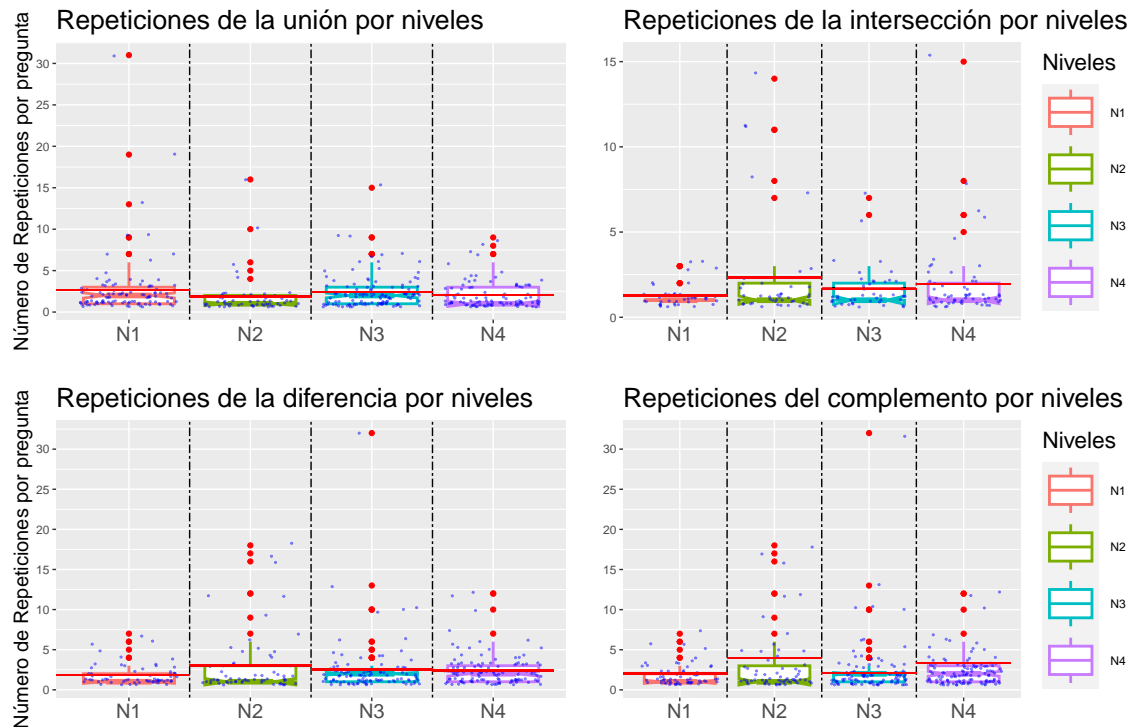 Repeticiones de la unión por niveles
Número de Repeticiones por pregunta
30
25
20
15
10
5
0
N1 N2 N3 N4
Repeticiones de la intersección por niveles
15
10
5
0
N1 N2 N3 N4
Niveles
N1
N2
N3
N4
Repeticiones de la diferencia por niveles
Número de Repeticiones por pregunta
30
25
20
15
10
5
0
N1 N2 N3 N4
Repeticiones del complemento por niveles
30
25
20
15
10
5
0
N1 N2 N3 N4
Niveles
N1
N2
N3
N4